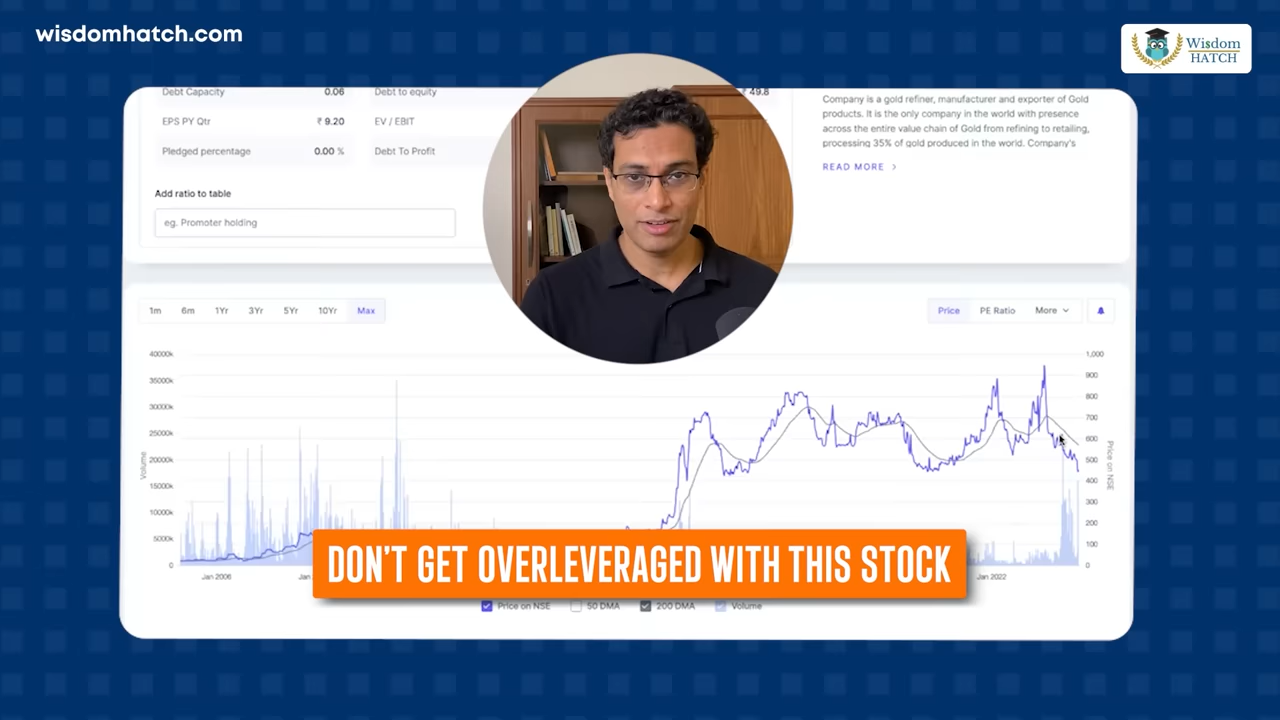 wisdomhatch.com
Wisdom
HATCH
Debt Capacity 0.06 Debt to equity ₹ 49.8
EPS PY Qtr ₹ 9.20 EV / EBIT
Pledged percentage 0.00 % Debt To Profit
Company is a gold refiner, manufacturer and exporter of Gold
products. It is the only company in the world with presence
across the entire value chain of Gold from refining to retailing,
processing 35% of gold produced in the world. Company's
READ MORE >
Add ratio to table
eg. Promoter holding
1m 6m 1Yr 3Yr 5Yr 10Yr Max
Price PE Ratio More
40000k 1,000
35000k 900
30000k 800
25000k 700
20000k 600
15000k 500
10000k 400
5000k 300
0 200
100
0
Volume
Price on NSE
DON'T GET OVERLEVERAGED WITH THIS STOCK
Jan 2006 Jan Jan 2022
Price on NSE 50 DMA 200 DMA Volume